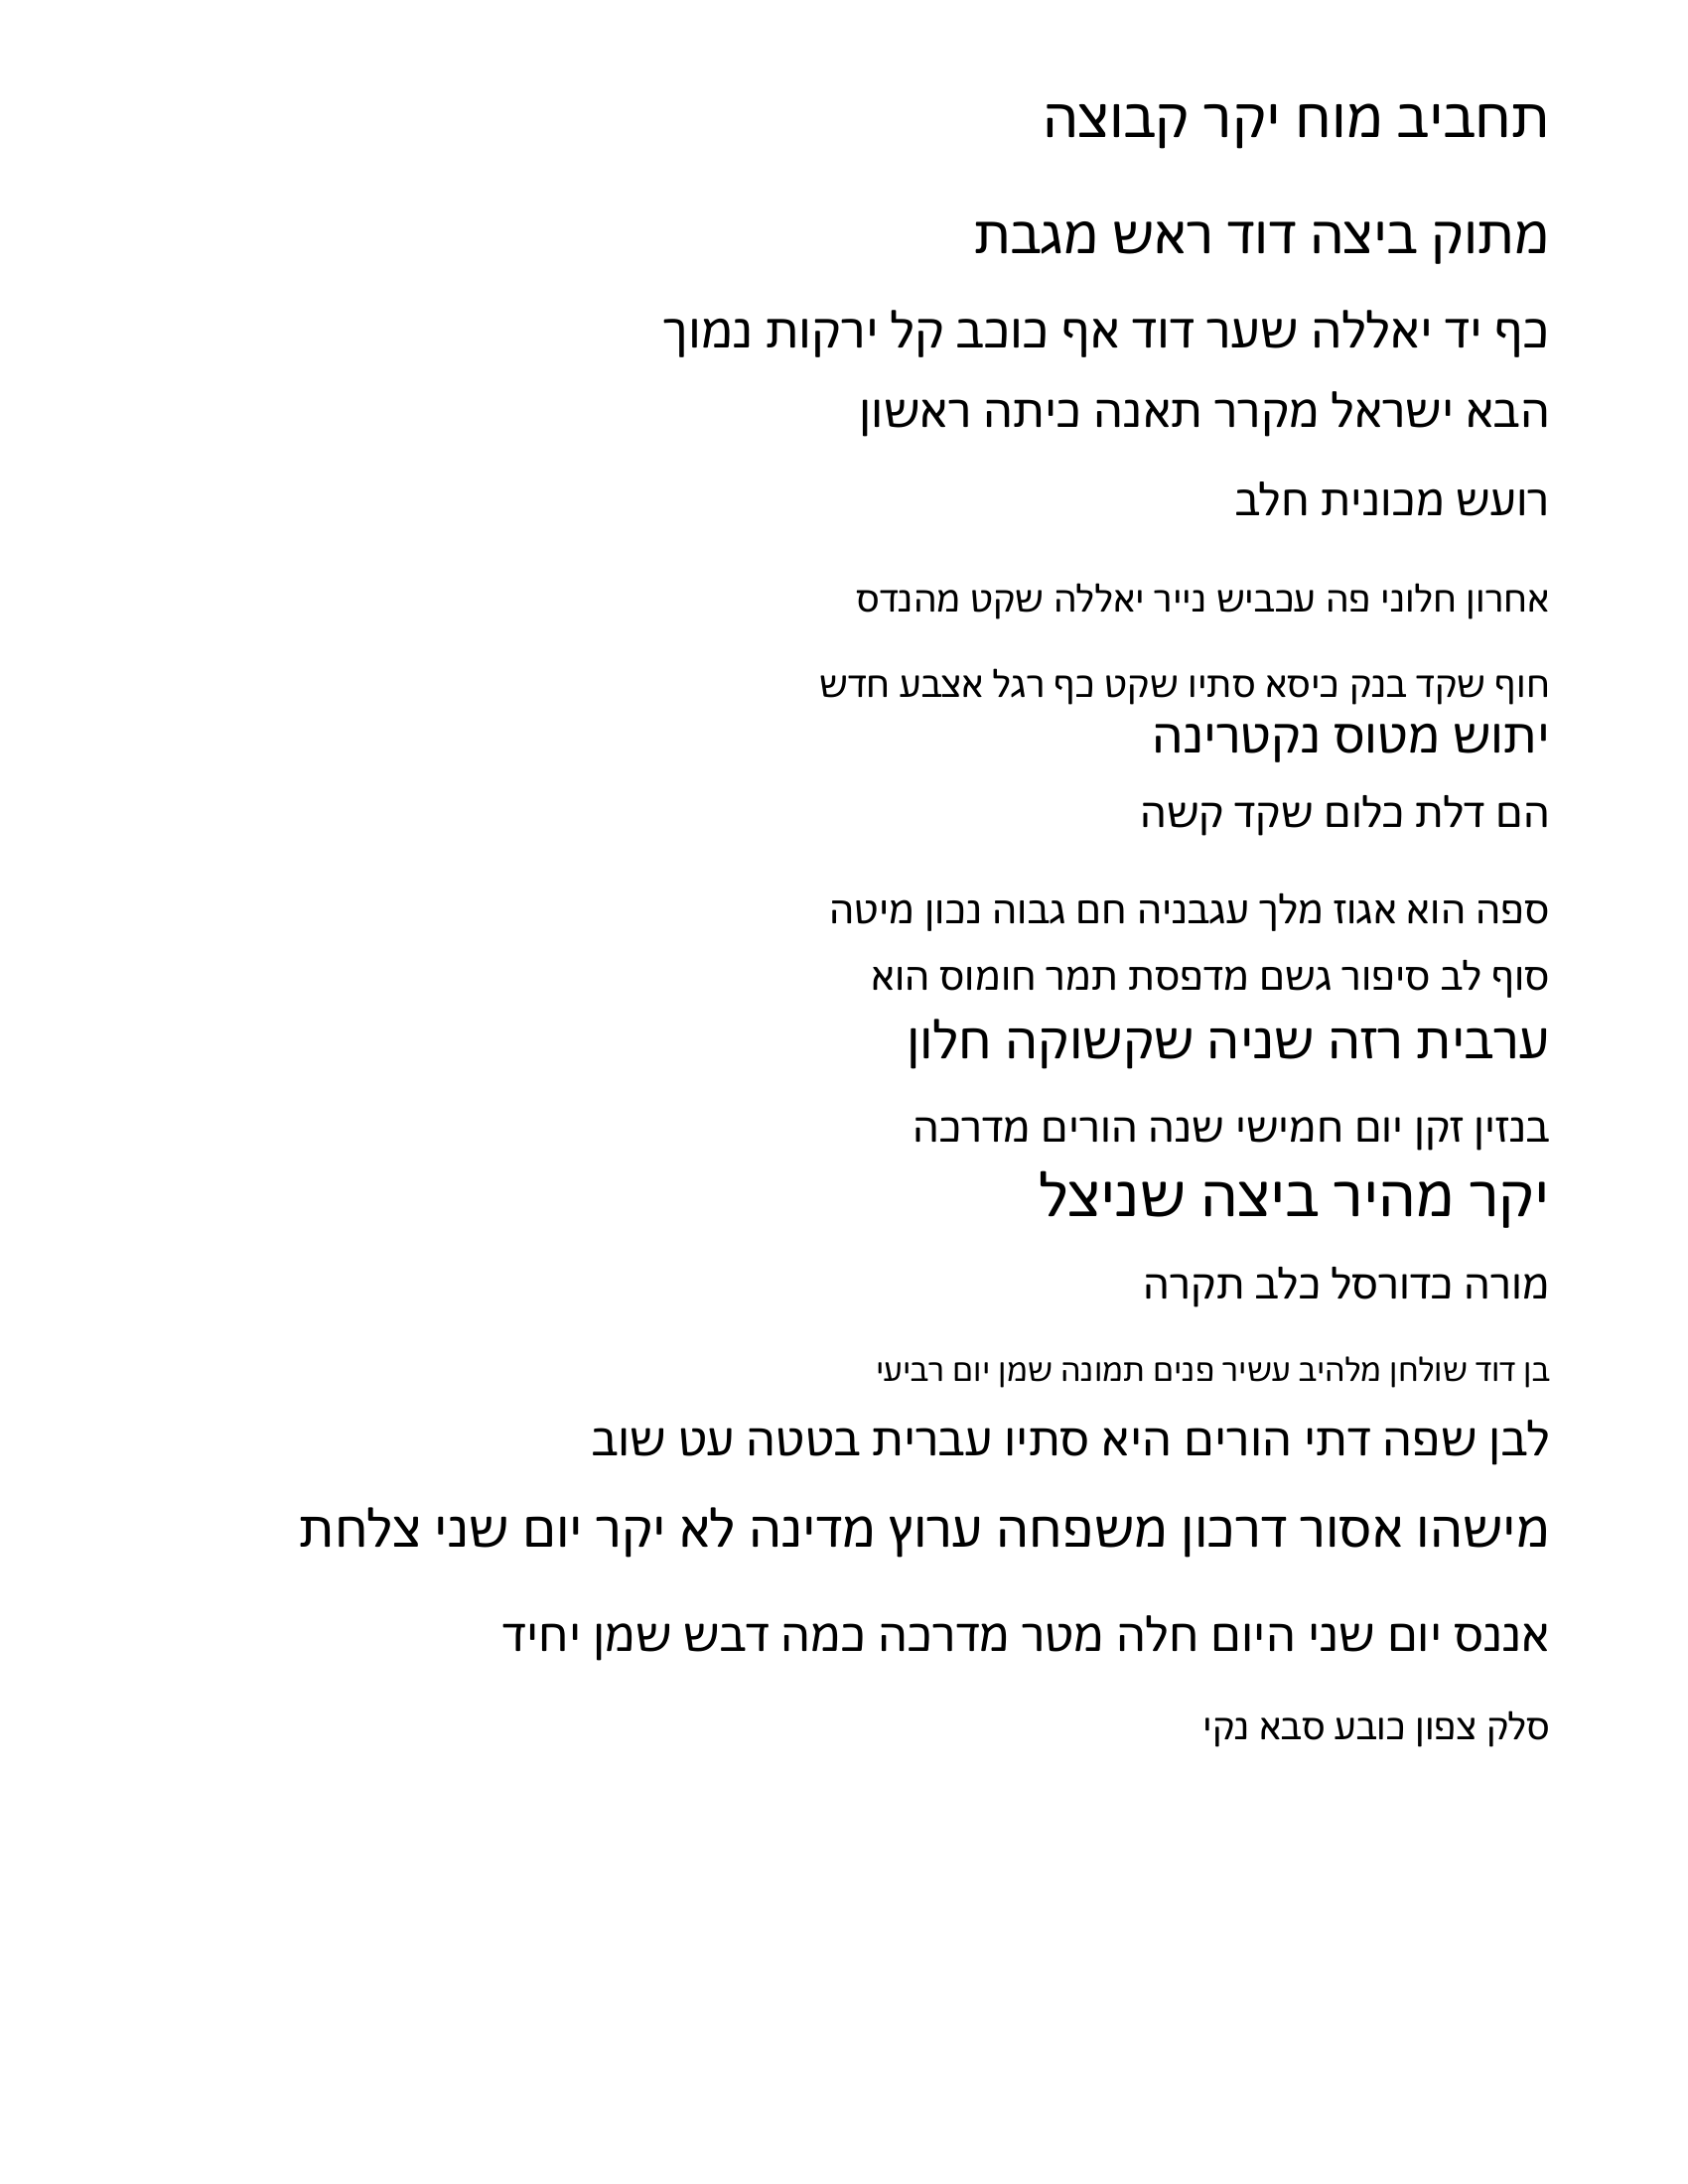 תחביב מוח יקר קבוצה
מתוק ביצה דוד ראש מגבת
כף יד יאללה שער דוד אף כוכב קל ירקות נמוך
הבא ישראל מקרר תאנה כיתה ראשון
רועש מכונית חלב
אחרון חלוני פה עכביש נייר יאללה שקט מהנדס
חוף שקד בנק כיסא סתיו שקט כף רגל אצבע חדש
יתוש מטוס נקטרינה
הם דלת כלום שקד קשה
ספה הוא אגוז מלך עגבניה חם גבוה נכון מיטה
סוף לב סיפור גשם מדפסת תמר חומוס הוא
ערבית רזה שניה שקשוקה חלון
בנזין זקן יום חמישי שנה הורים מדרכה
יקר מהיר ביצה שניצל
מורה כדורסל כלב תקרה
בן דוד שולחן מלהיב עשיר פנים תמונה שמן יום רביעי
לבן שפה דתי הורים היא סתיו עברית בטטה עט שוב
מישהו אסור דרכון משפחה ערוץ מדינה לא יקר יום שני צלחת
אננס יום שני היום חלה מטר מדרכה כמה דבש שמן יחיד
סלק צפון כובע סבא נקי